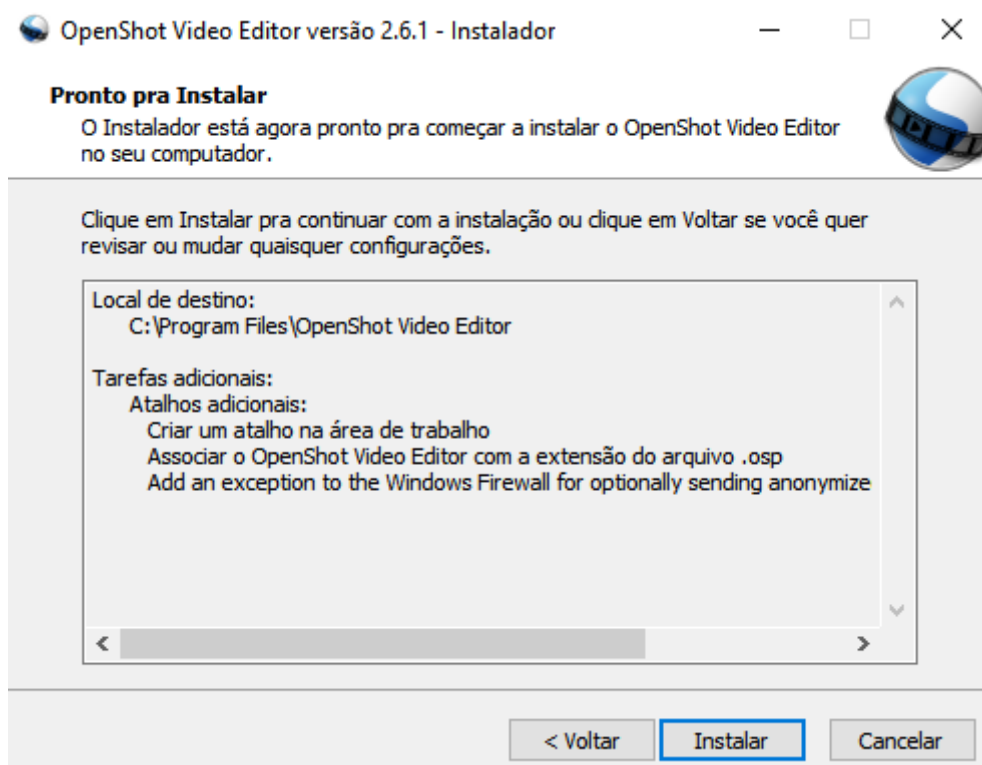 OpenShot Video Editor versão 2.6.1 - Instalador
Pronto pra Instalar
O Instalador está agora pronto pra começar a instalar o OpenShot Video Editor
no seu computador.
Clique em Instalar pra continuar com a instalação ou clique em Voltar se você quer
revisar ou mudar quaisquer configurações.
Local de destino:
C:\Program Files\OpenShot Video Editor
Tarefas adicionais:
Atalhos adicionais:
Criar um atalho na área de trabalho
Associar o OpenShot Video Editor com a extensão do arquivo .osp
Add an exception to the Windows Firewall for optionally sending anonymize
< Voltar
Instalar
Cancelar